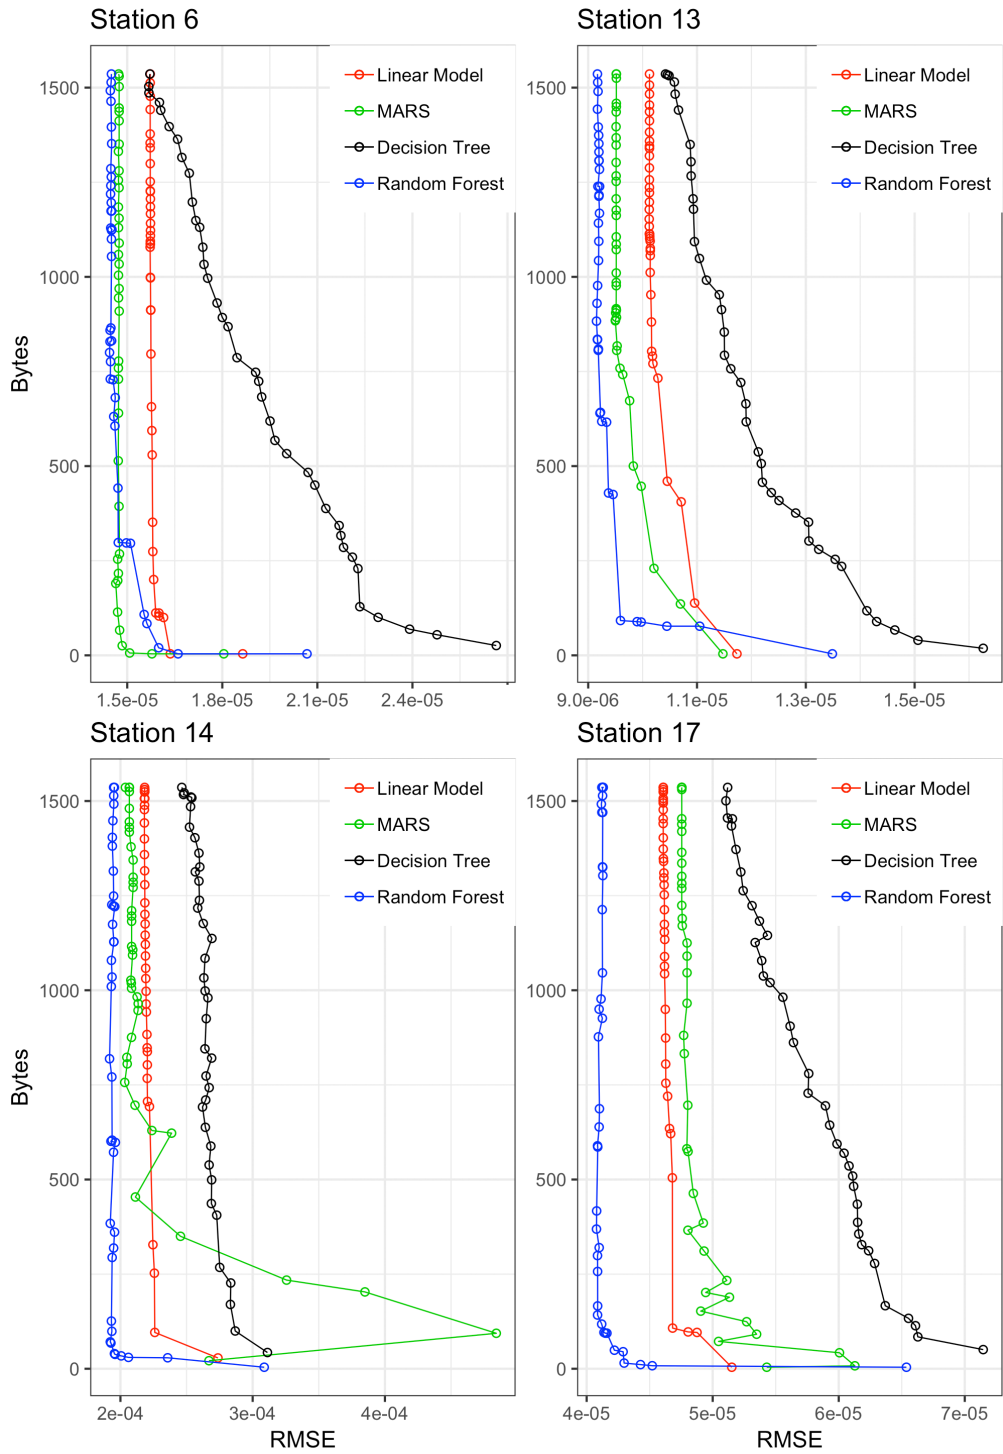 Station 6
Linear Model
MARS
Decision Tree
Random Forest
1500
1000
500
0
Bytes
1.5e-05 1.8e-05 2.1e-05 2.4e-05
Station 13
Linear Model
MARS
Decision Tree
Random Forest
1500
1000
500
0
9.0e-06 1.1e-05 1.3e-05 1.5e-05
Station 14
Linear Model
MARS
Decision Tree
Random Forest
1500
1000
500
0
Bytes
2e-04 3e-04 4e-04
RMSE
Station 17
Linear Model
MARS
Decision Tree
Random Forest
1500
1000
500
0
4e-05 5e-05 6e-05 7e-05
RMSE